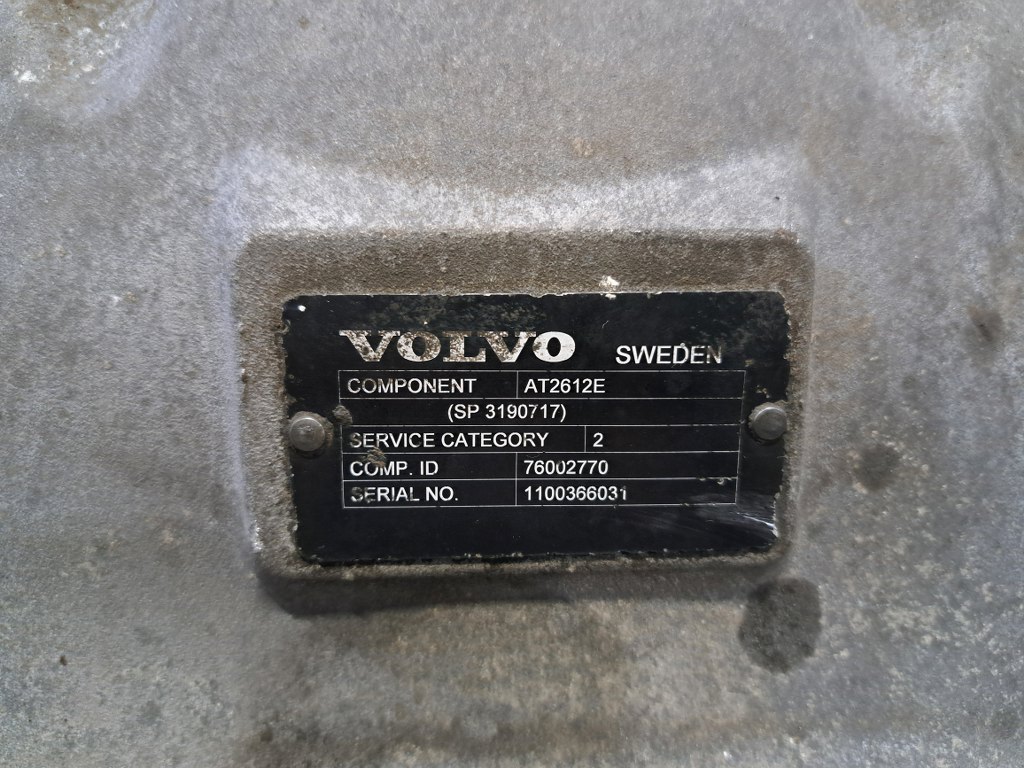 VOLVO SWEDEN
COMPONENT AT2612E
(SP 3190717)
SERVICE CATEGORY 2
COMP. ID 76002770
SERIAL NO. 1100366031